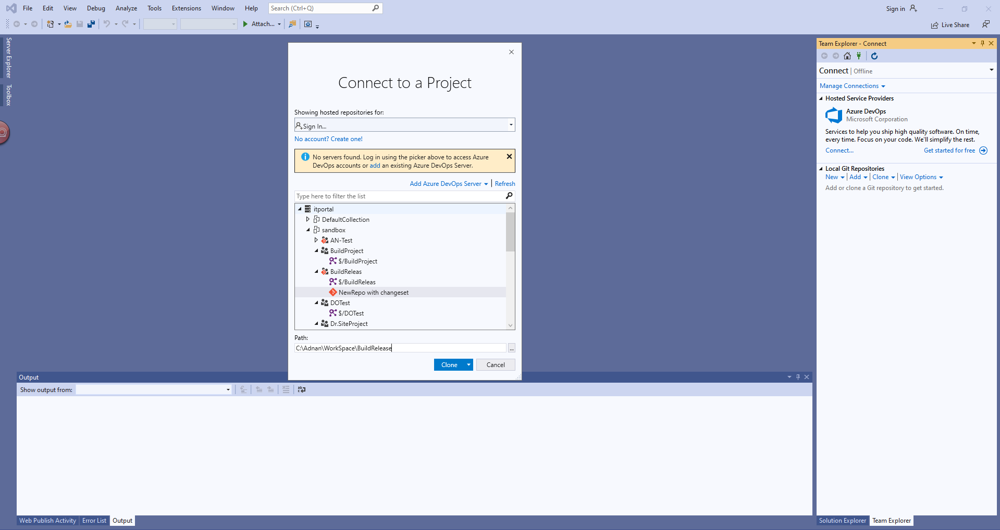 File Edit View Debug Analyze Tools Extensions Window Help Search (Ctrl+Q) Sign in
Attach... Live Share
Server Explorer
Toolbox
Connect to a Project
Showing hosted repositories for:
Sign In...
No account? Create one!
No servers found. Log in using the picker above to access Azure
DevOps accounts or add an existing Azure DevOps Server.
Add Azure DevOps Server Refresh
Type here to filter the list
itportal
DefaultCollection
sandbox
AN-Test
BuildProject
$/BuildProject
BuildReleas
$/BuildReleas
NewRepo with changeset
DOTest
$/DOTest
Dr.SiteProject
Path:
C:\Adnan\WorkSpace\BuildRelease
...
Clone Cancel
Team Explorer - Connect
Connect | Offline
Manage Connections
Hosted Service Providers
Azure DevOps
Microsoft Corporation
Services to help you ship high quality software. On time,
every time. Focus on your code. We'll simplify the rest.
Connect... Get started for free
Local Git Repositories
New Add Clone View Options
Add or clone a Git repository to get started.
Output
Show output from:
Web Publish Activity Error List Output
Solution Explorer Team Explorer